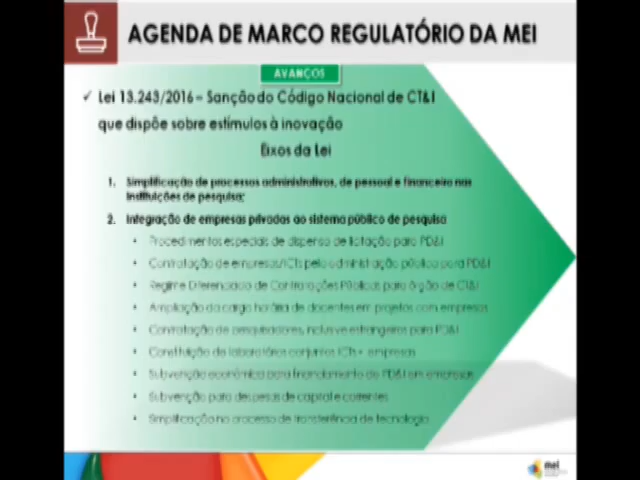 AGENDA DE MARCO REGULATÓRIO DA MEI
AVANÇOS
✓ Lei 13.243/2016 – Sanção do Código Nacional de CT&I
que dispõe sobre estímulos à inovação
Eixos da Lei
1. Simplificação de processos administrativos, de pessoal e financeiro nas
instituições de pesquisa;
2. Integração de empresas privadas ao sistema público de pesquisa
• Procedimentos especiais de dispensa de licitação para PD&I
• Contratação de empresas/ICTs pela administração pública para PD&I
• Regime Diferenciado de Contratações Públicas para órgão de CT&I
• Ampliação da carga horária de docentes em projetos com empresas
• Contratação de pesquisadores, inclusive estrangeiros para PD&I
• Constituição de laboratórios conjuntos ICTs + empresas
• Subvenção econômica para financiamento de PD&I em empresas
• Subvenção para despesas de capital e correntes
• Simplificação no processo de transferência de tecnologia
mei